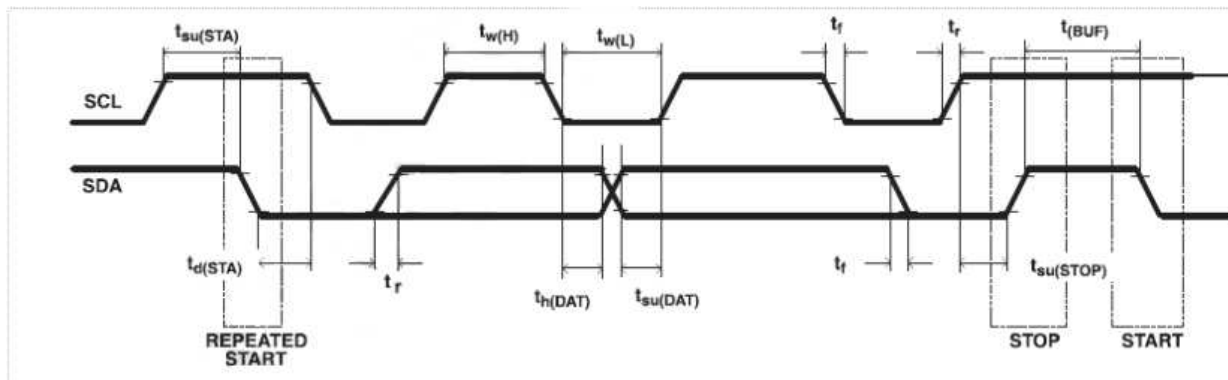 tsu(STA)
tw(H)
tw(L)
tf
tr
t(BUF)
SCL
SDA
td(STA)
tr
th(DAT)
tsu(DAT)
tf
tsu(STOP)
REPEATED
START
STOP
START